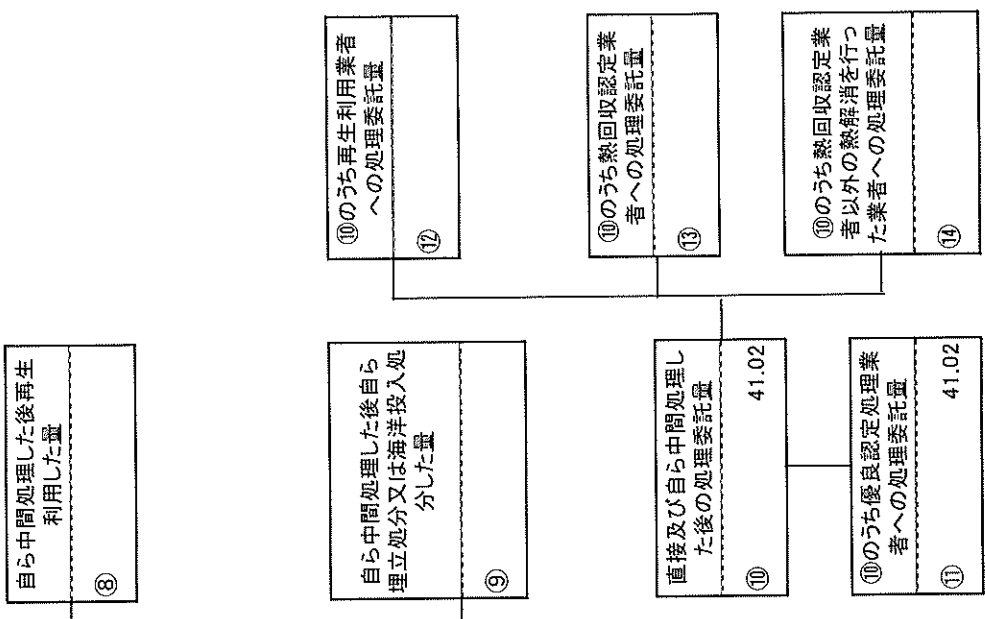 自ら中間処理した後再生
利用した量
⑧
自ら中間処理した後自ら
埋立処分又は海洋投入処
分した量
⑨
直接及び自ら中間処理し
た後の処理委託量
⑩ 41.02
⑩のうち優良認定処理業
者への処理委託量
⑪ 41.02
⑩のうち再生利用業者
への処理委託量
⑫
⑩のうち熱回収認定業
者への処理委託量
⑬
⑩のうち熱回収認定業
者以外の熱解消を行っ
た業者への処理委託量
⑭